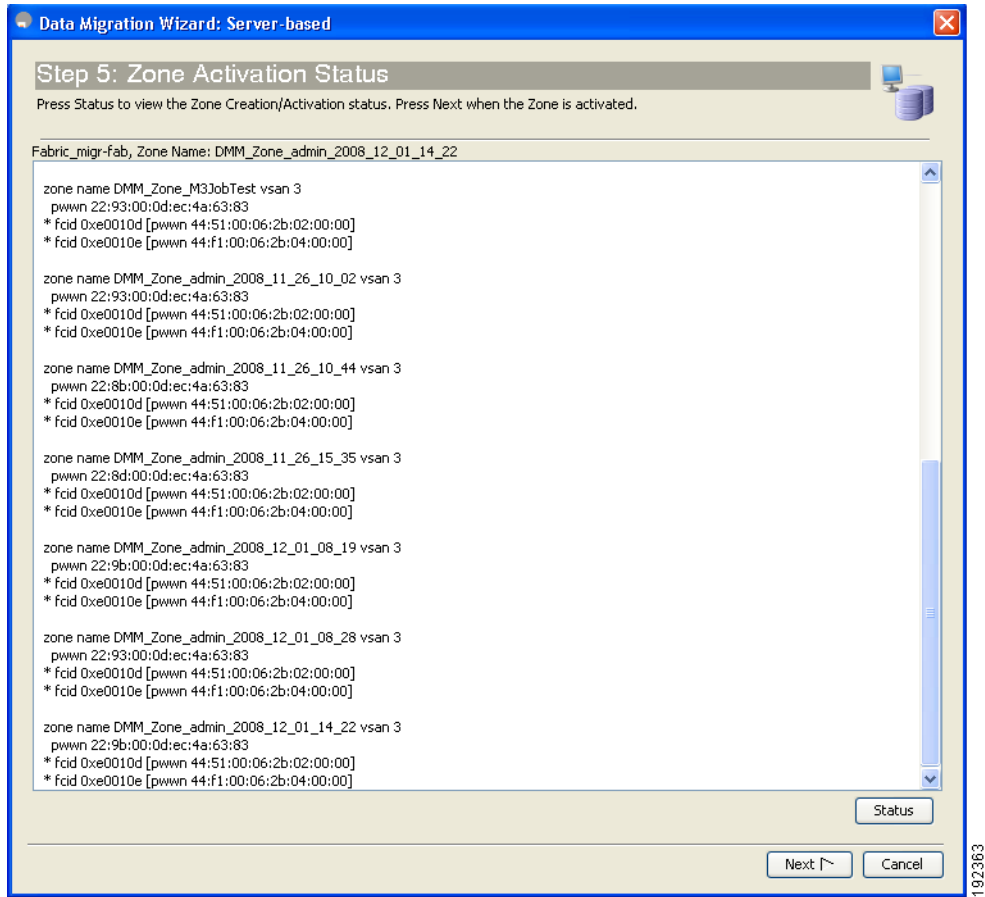 Data Migration Wizard: Server-based
Step 5: Zone Activation Status
Press Status to view the Zone Creation/Activation status. Press Next when the Zone is activated.
Fabric_migr-fab, Zone Name: DMM_Zone_admin_2008_12_01_14_22
zone name DMM_Zone_M3JobTest vsan 3
pwwn 22:93:00:0d:ec:4a:63:83
* fcid 0xe0010d [pwwn 44:51:00:06:2b:02:00:00]
* fcid 0xe0010e [pwwn 44:f1:00:06:2b:04:00:00]
zone name DMM_Zone_admin_2008_11_26_10_02 vsan 3
pwwn 22:93:00:0d:ec:4a:63:83
* fcid 0xe0010d [pwwn 44:51:00:06:2b:02:00:00]
* fcid 0xe0010e [pwwn 44:f1:00:06:2b:04:00:00]
zone name DMM_Zone_admin_2008_11_26_10_44 vsan 3
pwwn 22:8b:00:0d:ec:4a:63:83
* fcid 0xe0010d [pwwn 44:51:00:06:2b:02:00:00]
* fcid 0xe0010e [pwwn 44:f1:00:06:2b:04:00:00]
zone name DMM_Zone_admin_2008_11_26_15_35 vsan 3
pwwn 22:8d:00:0d:ec:4a:63:83
* fcid 0xe0010d [pwwn 44:51:00:06:2b:02:00:00]
* fcid 0xe0010e [pwwn 44:f1:00:06:2b:04:00:00]
zone name DMM_Zone_admin_2008_12_01_08_19 vsan 3
pwwn 22:9b:00:0d:ec:4a:63:83
* fcid 0xe0010d [pwwn 44:51:00:06:2b:02:00:00]
* fcid 0xe0010e [pwwn 44:f1:00:06:2b:04:00:00]
zone name DMM_Zone_admin_2008_12_01_08_28 vsan 3
pwwn 22:93:00:0d:ec:4a:63:83
* fcid 0xe0010d [pwwn 44:51:00:06:2b:02:00:00]
* fcid 0xe0010e [pwwn 44:f1:00:06:2b:04:00:00]
zone name DMM_Zone_admin_2008_12_01_14_22 vsan 3
pwwn 22:9b:00:0d:ec:4a:63:83
* fcid 0xe0010d [pwwn 44:51:00:06:2b:02:00:00]
* fcid 0xe0010e [pwwn 44:f1:00:06:2b:04:00:00]
Status
Next
Cancel
192363